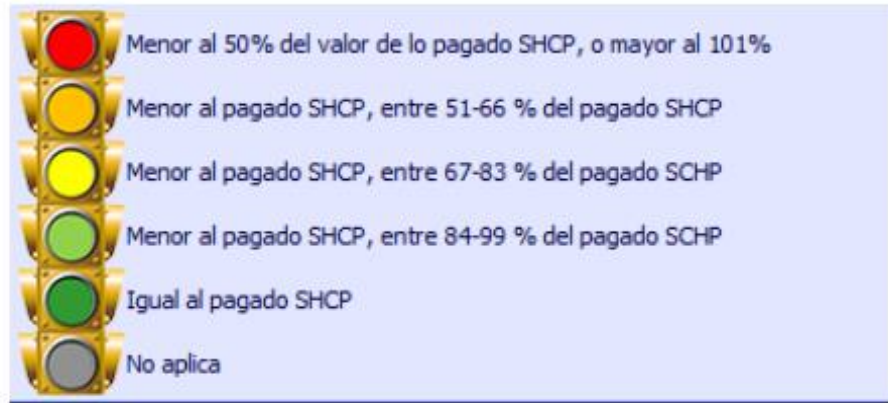 Menor al 50% del valor de lo pagado SHCP, o mayor al 101%
Menor al pagado SHCP, entre 51-66 % del pagado SHCP
Menor al pagado SHCP, entre 67-83 % del pagado SCHP
Menor al pagado SHCP, entre 84-99 % del pagado SCHP
Igual al pagado SHCP
No aplica